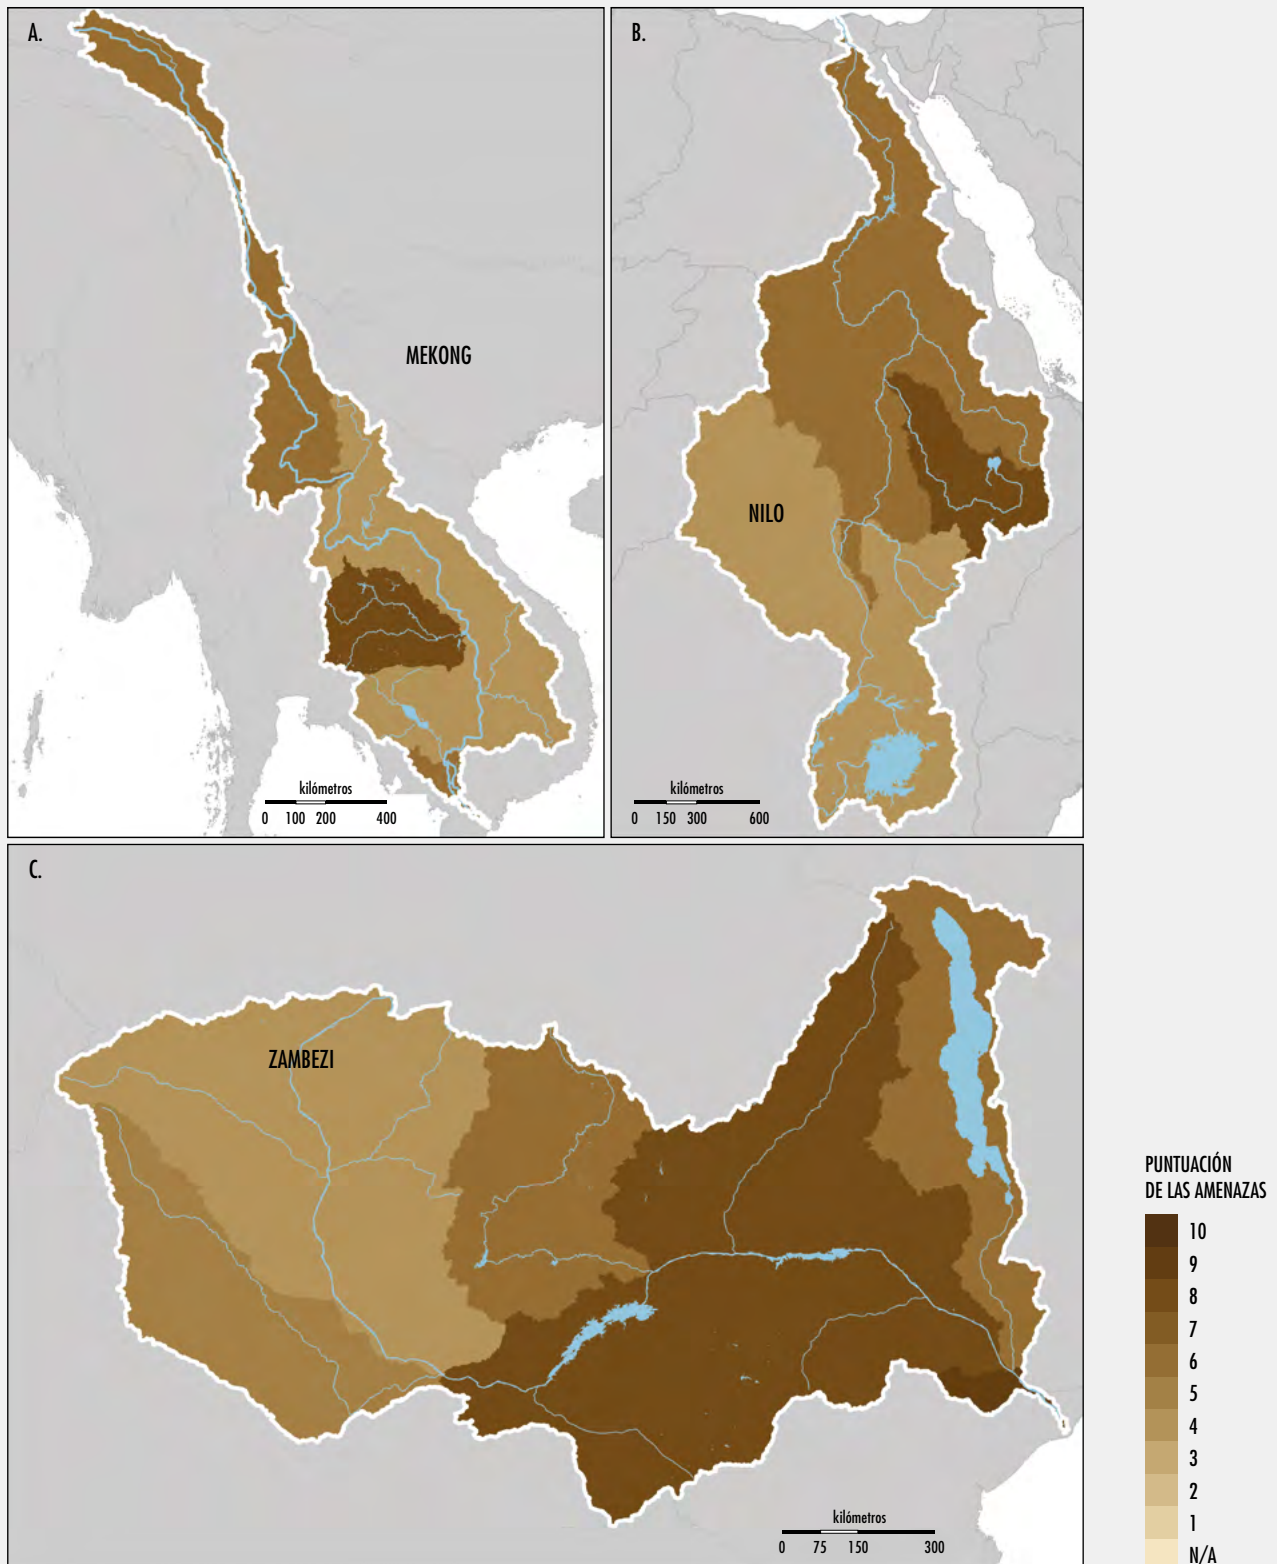 A.
MEKONG
kilómetros
0 100 200 400
B.
NILO
kilómetros
0 150 300 600
C.
ZAMBEZI
kilómetros
0 75 150 300
PUNTUACIÓN
DE LAS AMENAZAS
10
9
8
7
6
5
4
3
2
1
N/A